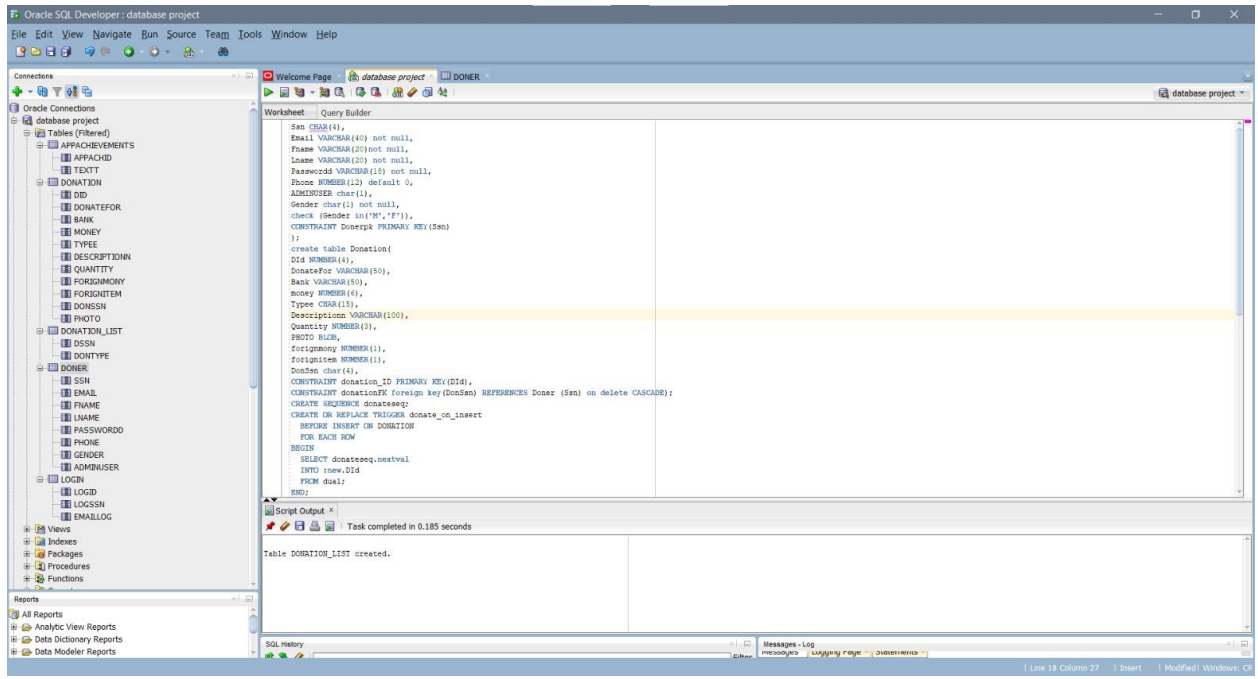 Oracle SQL Developer : database project
File Edit View Navigate Run Source Team Tools Window Help
Connections
Oracle Connections
database project
Tables (Filtered)
APPACHIEVEMENTS
APPACHID
TEXTT
DONATION
DID
DONATEFOR
BANK
MONEY
TYPEE
DESCRIPTIONN
QUANTITY
FORIGNMONY
FORIGNITEM
DONSSN
PHOTO
DONATION_LIST
DSSN
DONTYPE
DONER
SSN
EMAIL
FNAME
LNAME
PASSWORDD
PHONE
GENDER
ADMINUSER
LOGIN
LOGID
LOGSSN
EMAILLOG
Views
Indexes
Packages
Procedures
Functions
Reports
All Reports
Analytic View Reports
Data Dictionary Reports
Data Modeler Reports
Welcome Page database project DONER
database project
Worksheet Query Builder
Ssn CHAR(4),
Email VARCHAR(40) not null,
Fname VARCHAR(20)not null,
Lname VARCHAR(20) not null,
Passwordd VARCHAR(18) not null,
Phone NUMBER(12) default 0,
ADMINUSER char(1),
Gender char(1) not null,
check (Gender in('M','F')),
CONSTRAINT Donerpk PRIMARY KEY(Ssn)
);
create table Donation(
DId NUMBER(4),
DonateFor VARCHAR(50),
Bank VARCHAR(50),
money NUMBER(6),
Typee CHAR(15),
Descriptionn VARCHAR(100),
Quantity NUMBER(3),
PHOTO BLOB,
forignmony NUMBER(1),
forignitem NUMBER(1),
DonSsn char(4),
CONSTRAINT donation_ID PRIMARY KEY(DId),
CONSTRAINT donationFK foreign key(DonSsn) REFERENCES Doner (Ssn) on delete CASCADE);
CREATE SEQUENCE donateseq;
CREATE OR REPLACE TRIGGER donate_on_insert
BEFORE INSERT ON DONATION
FOR EACH ROW
BEGIN
SELECT donateseq.nextval
INTO :new.DId
FROM dual;
END;
Script Output
Task completed in 0.185 seconds
Table DONATION_LIST created.
SQL History
Filter
Messages - Log
Messages Logging Page Statements
Line 18 Column 27 Insert Modified Windows: CR